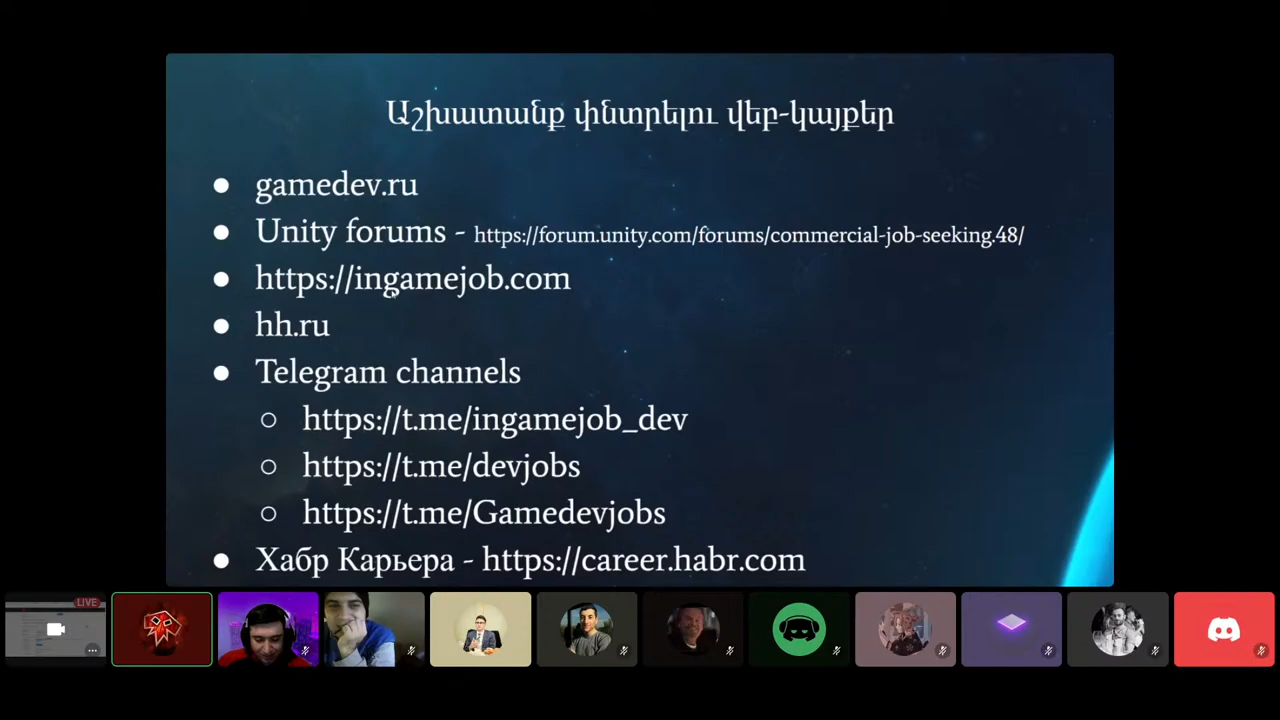 Աշխատանք փնտրելու վեբ-կայքեր
● gamedev.ru
● Unity forums - https://forum.unity.com/forums/commercial-job-seeking.48/
● https://ingamejob.com
● hh.ru
● Telegram channels
○ https://t.me/ingamejob_dev
○ https://t.me/devjobs
○ https://t.me/Gamedevjobs
● Хабр Карьера - https://career.habr.com
LIVE